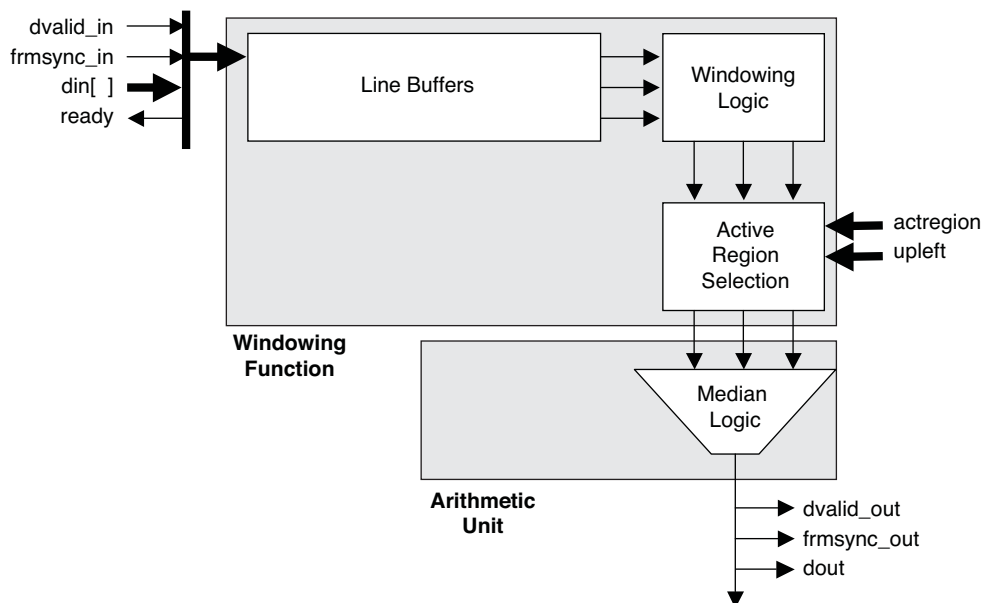 dvalid_in
frmsync_in
din[ ]
ready
Line Buffers
Windowing
Logic
Active
Region
Selection
actregion
upleft
Windowing
Function
Median
Logic
Arithmetic
Unit
dvalid_out
frmsync_out
dout